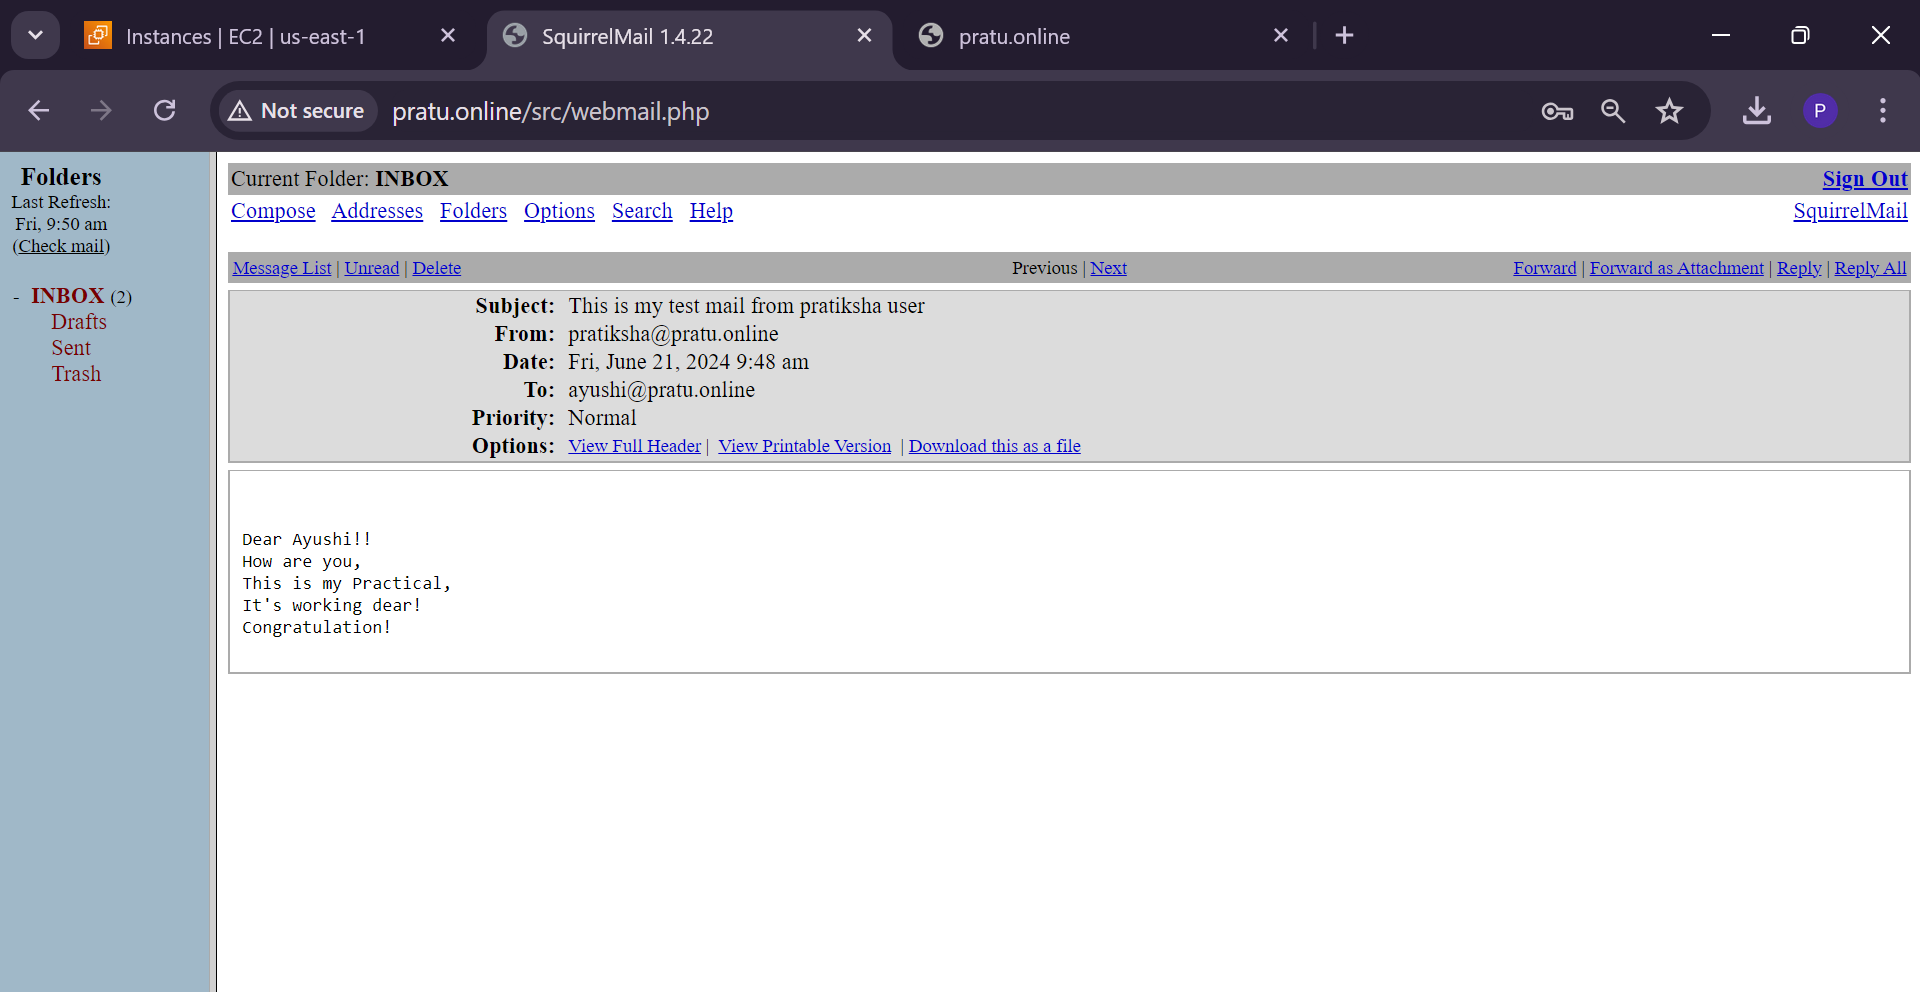 Instances | EC2 | us-east-1
SquirrelMail 1.4.22
pratu.online
Not secure
pratu.online/src/webmail.php
P
Folders
Last Refresh:
Fri, 9:50 am
(Check mail)
- INBOX (2)
Drafts
Sent
Trash
Current Folder: INBOX
Sign Out
Compose Addresses Folders Options Search Help
SquirrelMail
Message List | Unread | Delete
Previous | Next
Forward | Forward as Attachment | Reply | Reply All
Subject: This is my test mail from pratiksha user
From: pratiksha@pratu.online
Date: Fri, June 21, 2024 9:48 am
To: ayushi@pratu.online
Priority: Normal
Options: View Full Header | View Printable Version | Download this as a file
Dear Ayushi!!
How are you,
This is my Practical,
It's working dear!
Congratulation!